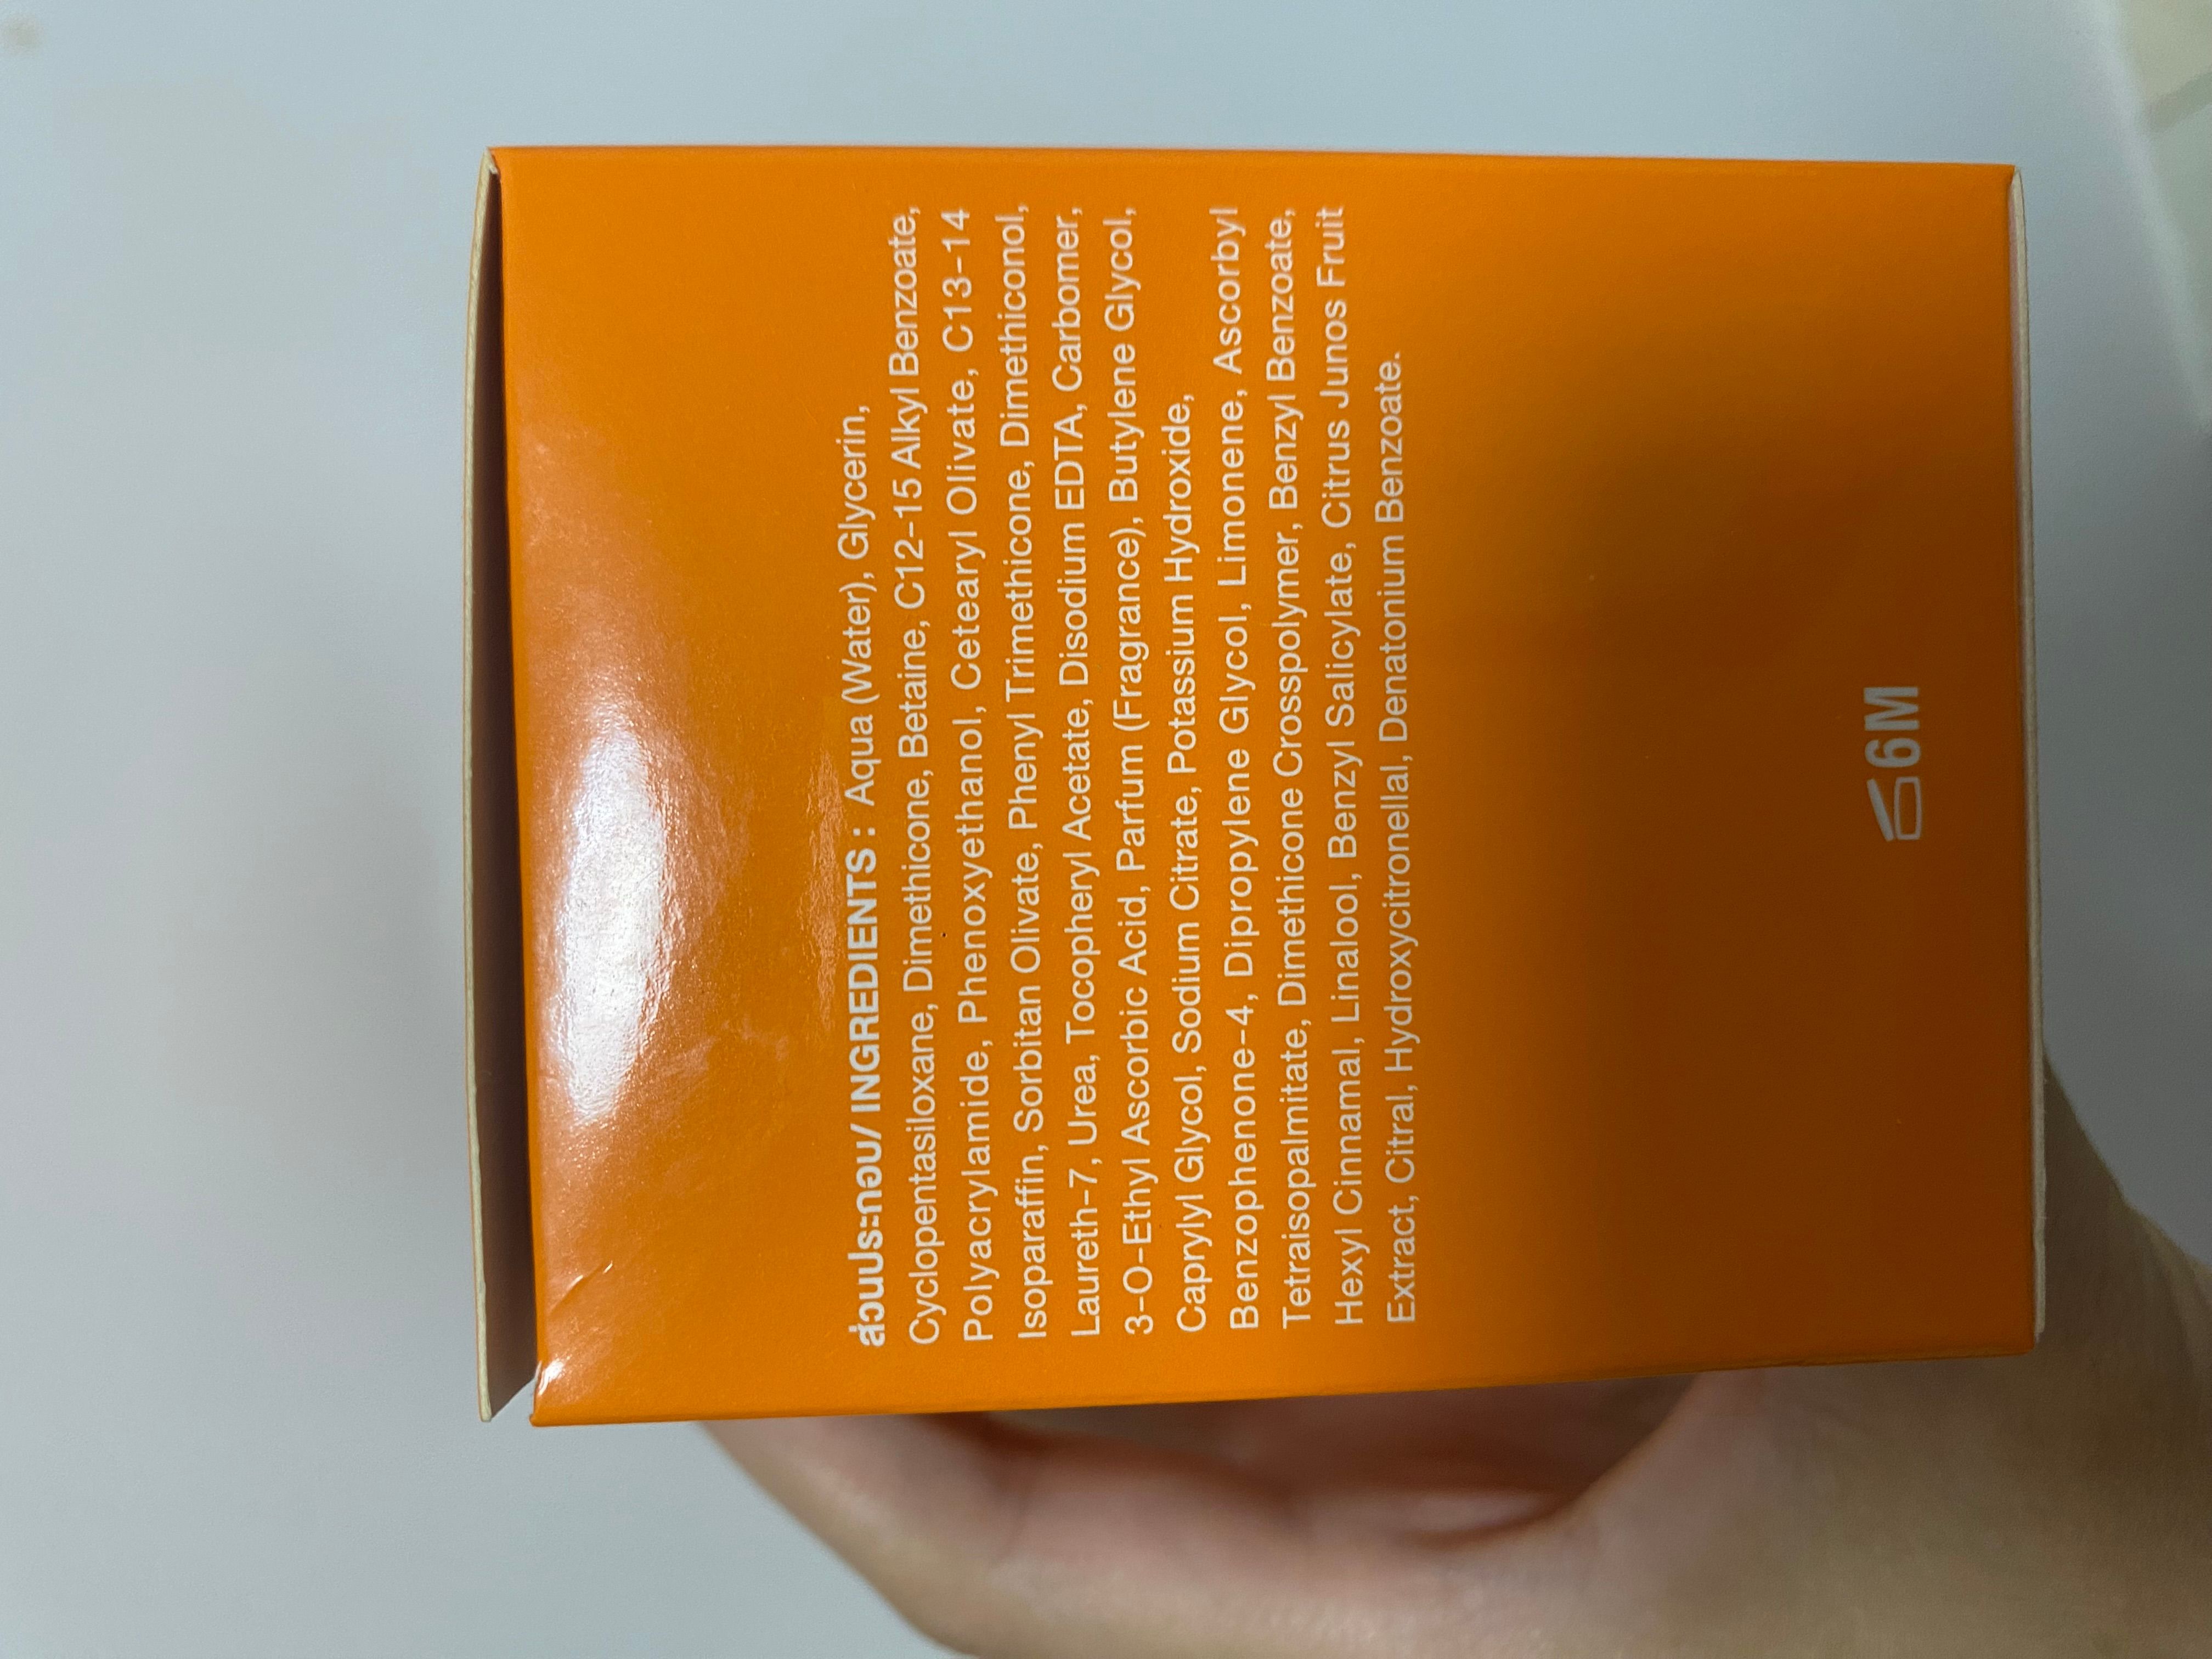 ส่วนประกอบ/ INGREDIENTS : Aqua (Water), Glycerin,
Cyclopentasiloxane, Dimethicone, Betaine, C12-15 Alkyl Benzoate,
Polyacrylamide, Phenoxyethanol, Cetearyl Olivate, C13-14
Isoparaffin, Sorbitan Olivate, Phenyl Trimethicone, Dimethiconol,
Laureth-7, Urea, Tocopheryl Acetate, Disodium EDTA, Carbomer,
3-O-Ethyl Ascorbic Acid, Parfum (Fragrance), Butylene Glycol,
Caprylyl Glycol, Sodium Citrate, Potassium Hydroxide,
Benzophenone-4, Dipropylene Glycol, Limonene, Ascorbyl
Tetraisopalmitate, Dimethicone Crosspolymer, Benzyl Benzoate,
Hexyl Cinnamal, Linalool, Benzyl Salicylate, Citrus Junos Fruit
Extract, Citral, Hydroxycitronellal, Denatonium Benzoate.
6M